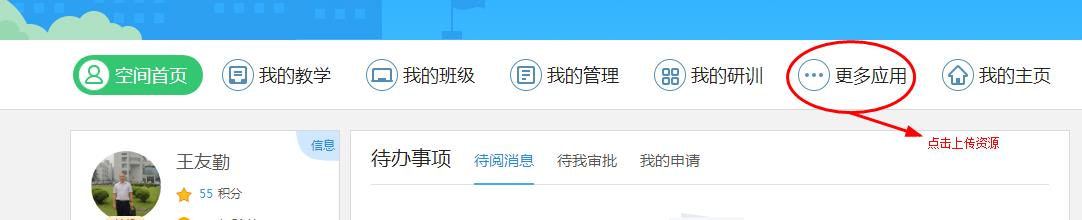 空间首页 我的教学 我的班级 我的管理 我的研训 更多应用 我的主页
点击上传资源
信息
王友勤
55 积分
待办事项 待阅消息 待我审批 我的申请